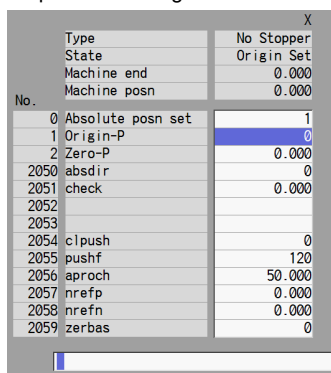 X
Type No Stopper
State Origin Set
Machine end 0.000
Machine posn 0.000
No.
0 Absolute posn set 1
1 Origin-P 0
2 Zero-P 0.000
2050 absdir 0
2051 check 0.000
2052
2053
2054 clpush 0
2055 pushf 120
2056 aproch 50.000
2057 nrefp 0.000
2058 nrefn 0.000
2059 zerbas 0